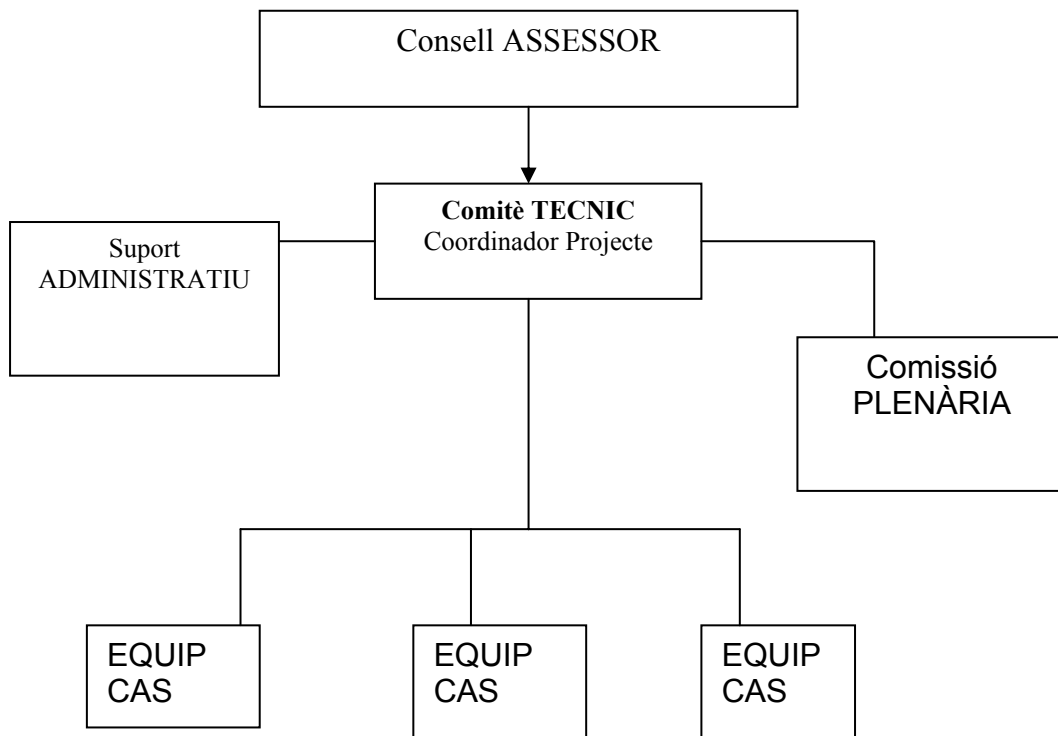 Consell ASSESSOR
Comitè TECNIC
Coordinador Projecte
Suport
ADMINISTRATIU
Comissió
PLENÀRIA
EQUIP
CAS
EQUIP
CAS
EQUIP
CAS